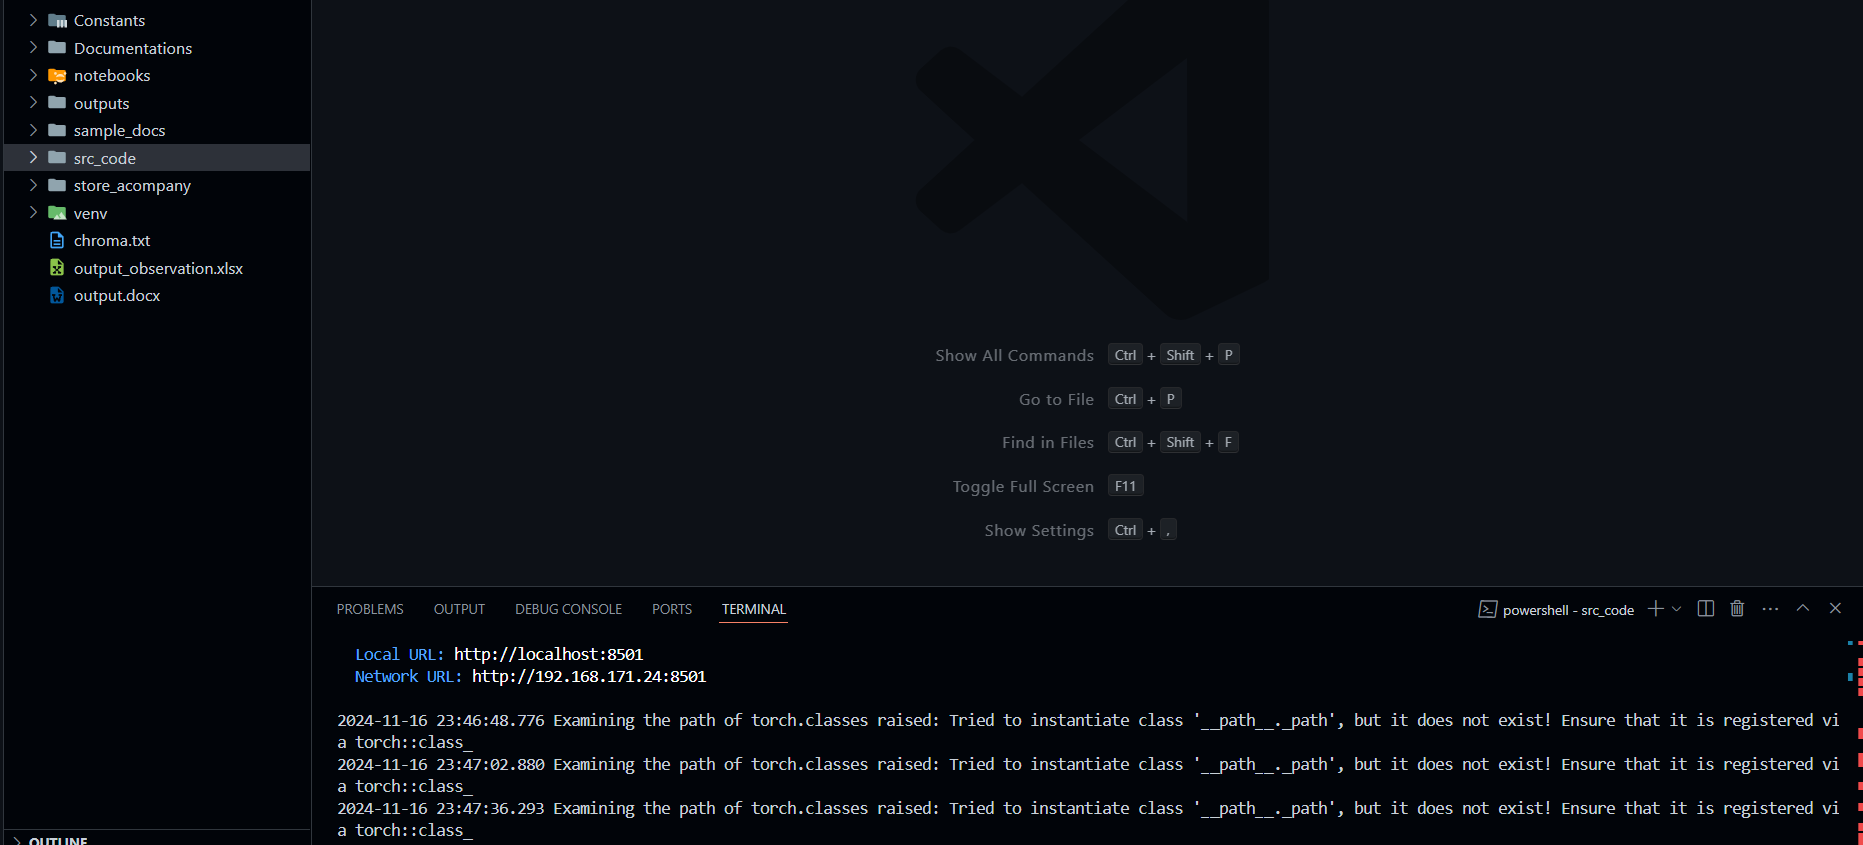 Constants
Documentations
notebooks
outputs
sample_docs
src_code
store_acompany
venv
chroma.txt
output_observation.xlsx
output.docx
OUTLINE
Show All Commands Ctrl + Shift + P
Go to File Ctrl + P
Find in Files Ctrl + Shift + F
Toggle Full Screen F11
Show Settings Ctrl + ,
PROBLEMS OUTPUT DEBUG CONSOLE PORTS TERMINAL powershell - src_code
Local URL: http://localhost:8501
Network URL: http://192.168.171.24:8501
2024-11-16 23:46:48.776 Examining the path of torch.classes raised: Tried to instantiate class '__path__._path', but it does not exist! Ensure that it is registered vi
a torch::class_
2024-11-16 23:47:02.880 Examining the path of torch.classes raised: Tried to instantiate class '__path__._path', but it does not exist! Ensure that it is registered vi
a torch::class_
2024-11-16 23:47:36.293 Examining the path of torch.classes raised: Tried to instantiate class '__path__._path', but it does not exist! Ensure that it is registered vi
a torch::class_